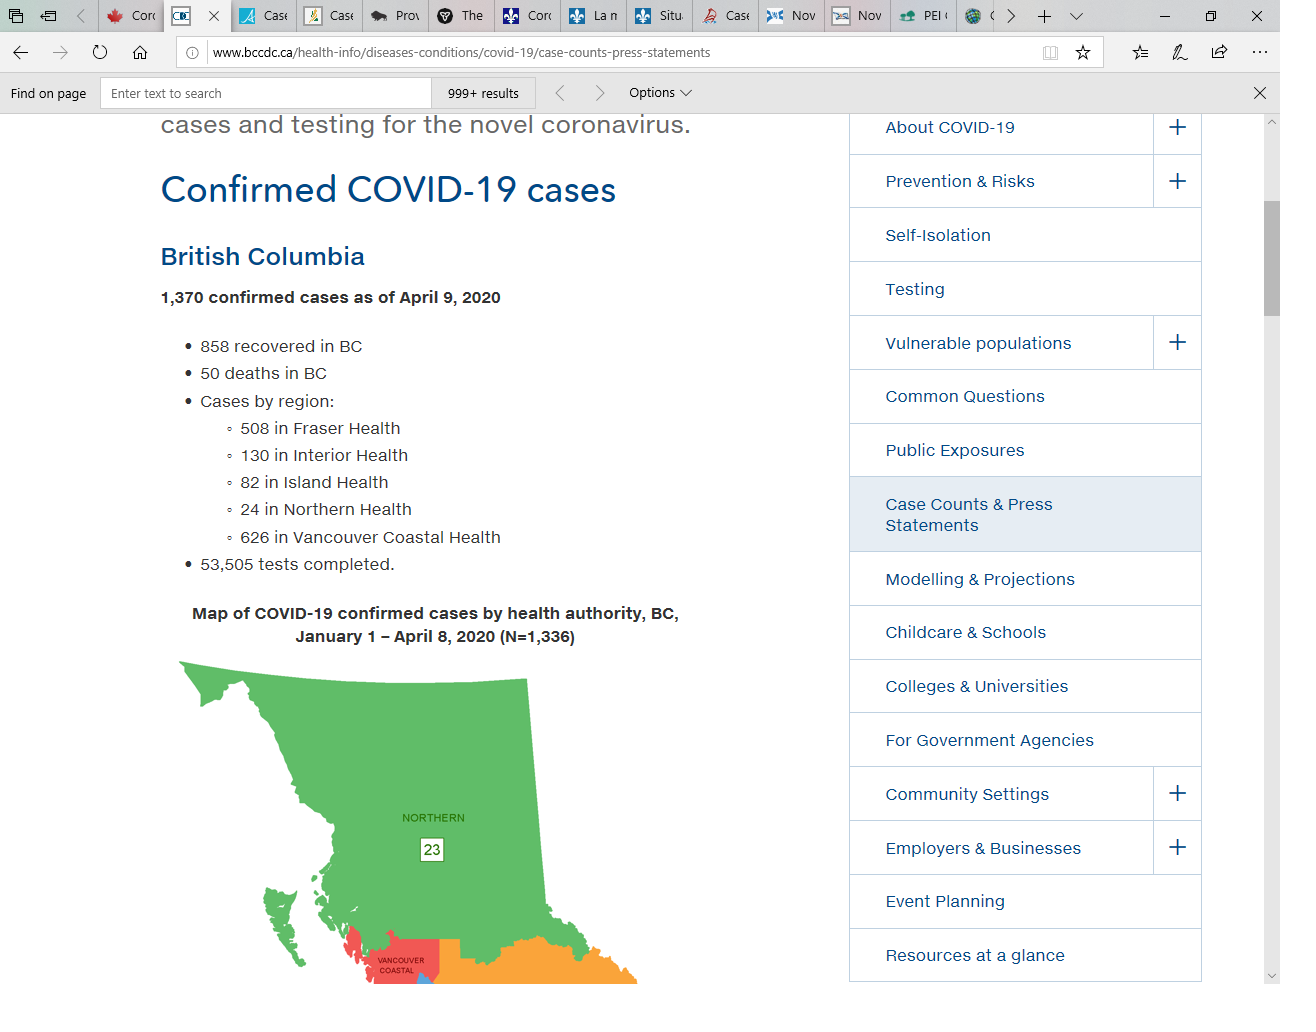 Corc
Case
Case
Prov
The
Corc
La n
Situ
Case
Nov
Nov
PEI
www.bccdc.ca/health-info/diseases-conditions/covid-19/case-counts-press-statements
Find on page
Enter text to search
999+ results
Options
cases and testing for the novel coronavirus.
Confirmed COVID-19 cases
British Columbia
1,370 confirmed cases as of April 9, 2020
• 858 recovered in BC
• 50 deaths in BC
• Cases by region:
◦ 508 in Fraser Health
◦ 130 in Interior Health
◦ 82 in Island Health
◦ 24 in Northern Health
◦ 626 in Vancouver Coastal Health
• 53,505 tests completed.
Map of COVID-19 confirmed cases by health authority, BC,
January 1 – April 8, 2020 (N=1,336)
NORTHERN
23
VANCOUVER
COASTAL
About COVID-19
Prevention & Risks
Self-Isolation
Testing
Vulnerable populations
Common Questions
Public Exposures
Case Counts & Press
Statements
Modelling & Projections
Childcare & Schools
Colleges & Universities
For Government Agencies
Community Settings
Employers & Businesses
Event Planning
Resources at a glance